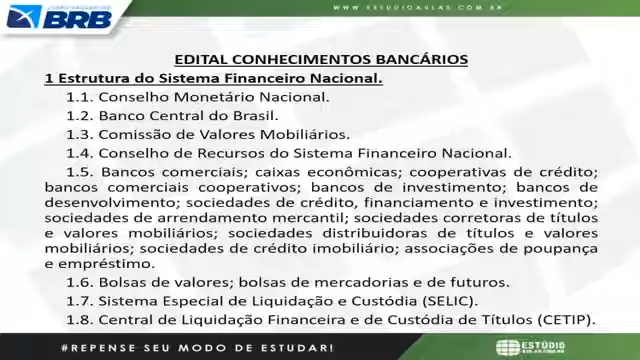 WWW.ESTUDIOAULAS.COM.BR
BRB
EDITAL CONHECIMENTOS BANCÁRIOS
1 Estrutura do Sistema Financeiro Nacional.
1.1. Conselho Monetário Nacional.
1.2. Banco Central do Brasil.
1.3. Comissão de Valores Mobiliários.
1.4. Conselho de Recursos do Sistema Financeiro Nacional.
1.5. Bancos comerciais; caixas econômicas; cooperativas de crédito;
bancos comerciais cooperativos; bancos de investimento; bancos de
desenvolvimento; sociedades de crédito, financiamento e investimento;
sociedades de arrendamento mercantil; sociedades corretoras de títulos
e valores mobiliários; sociedades distribuidoras de títulos e valores
mobiliários; sociedades de crédito imobiliário; associações de poupança
e empréstimo.
1.6. Bolsas de valores; bolsas de mercadorias e de futuros.
1.7. Sistema Especial de Liquidação e Custódia (SELIC).
1.8. Central de Liquidação Financeira e de Custódia de Títulos (CETIP).
#REPENSE SEU MODO DE ESTUDAR!
ESTÚDIO